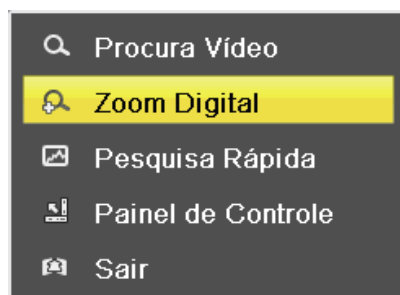 Procura Vídeo
Zoom Digital
Pesquisa Rápida
Painel de Controle
Sair